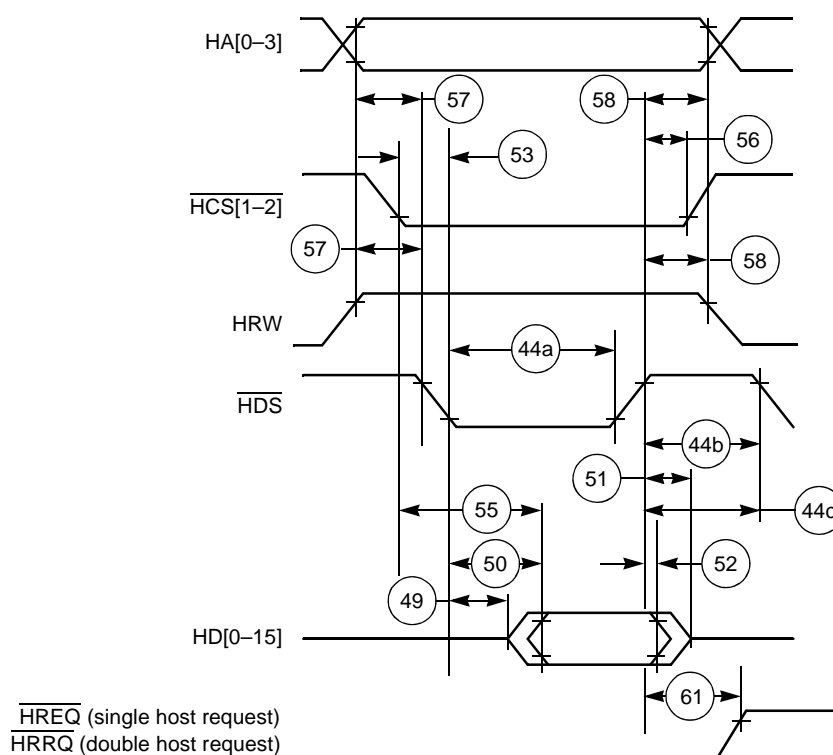 HA[0–3]
57
58
56
53
HCS[1–2]
57
58
HRW
44a
HDS
44b
51
55
44c
50
52
49
HD[0–15]
61
HREQ (single host request)
HRRQ (double host request)